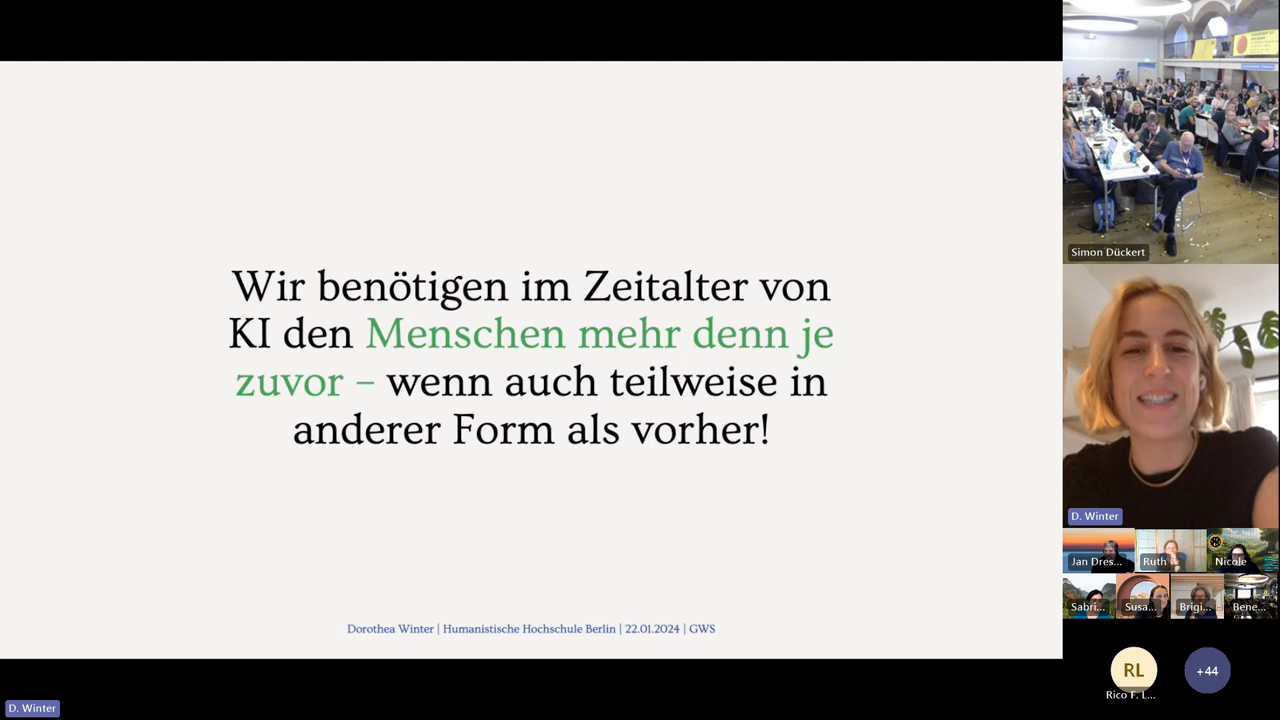 Wir benötigen im Zeitalter von
KI den Menschen mehr denn je
zuvor – wenn auch teilweise in
anderer Form als vorher!
Dorothea Winter | Humanistische Hochschule Berlin | 22.01.2024 | GWS
D. Winter
Simon Dückert
D. Winter
Jan Dres...
Ruth
Nicole
Sabri...
Susa...
Brigi...
Bene...
RL
Rico F. L...
+44